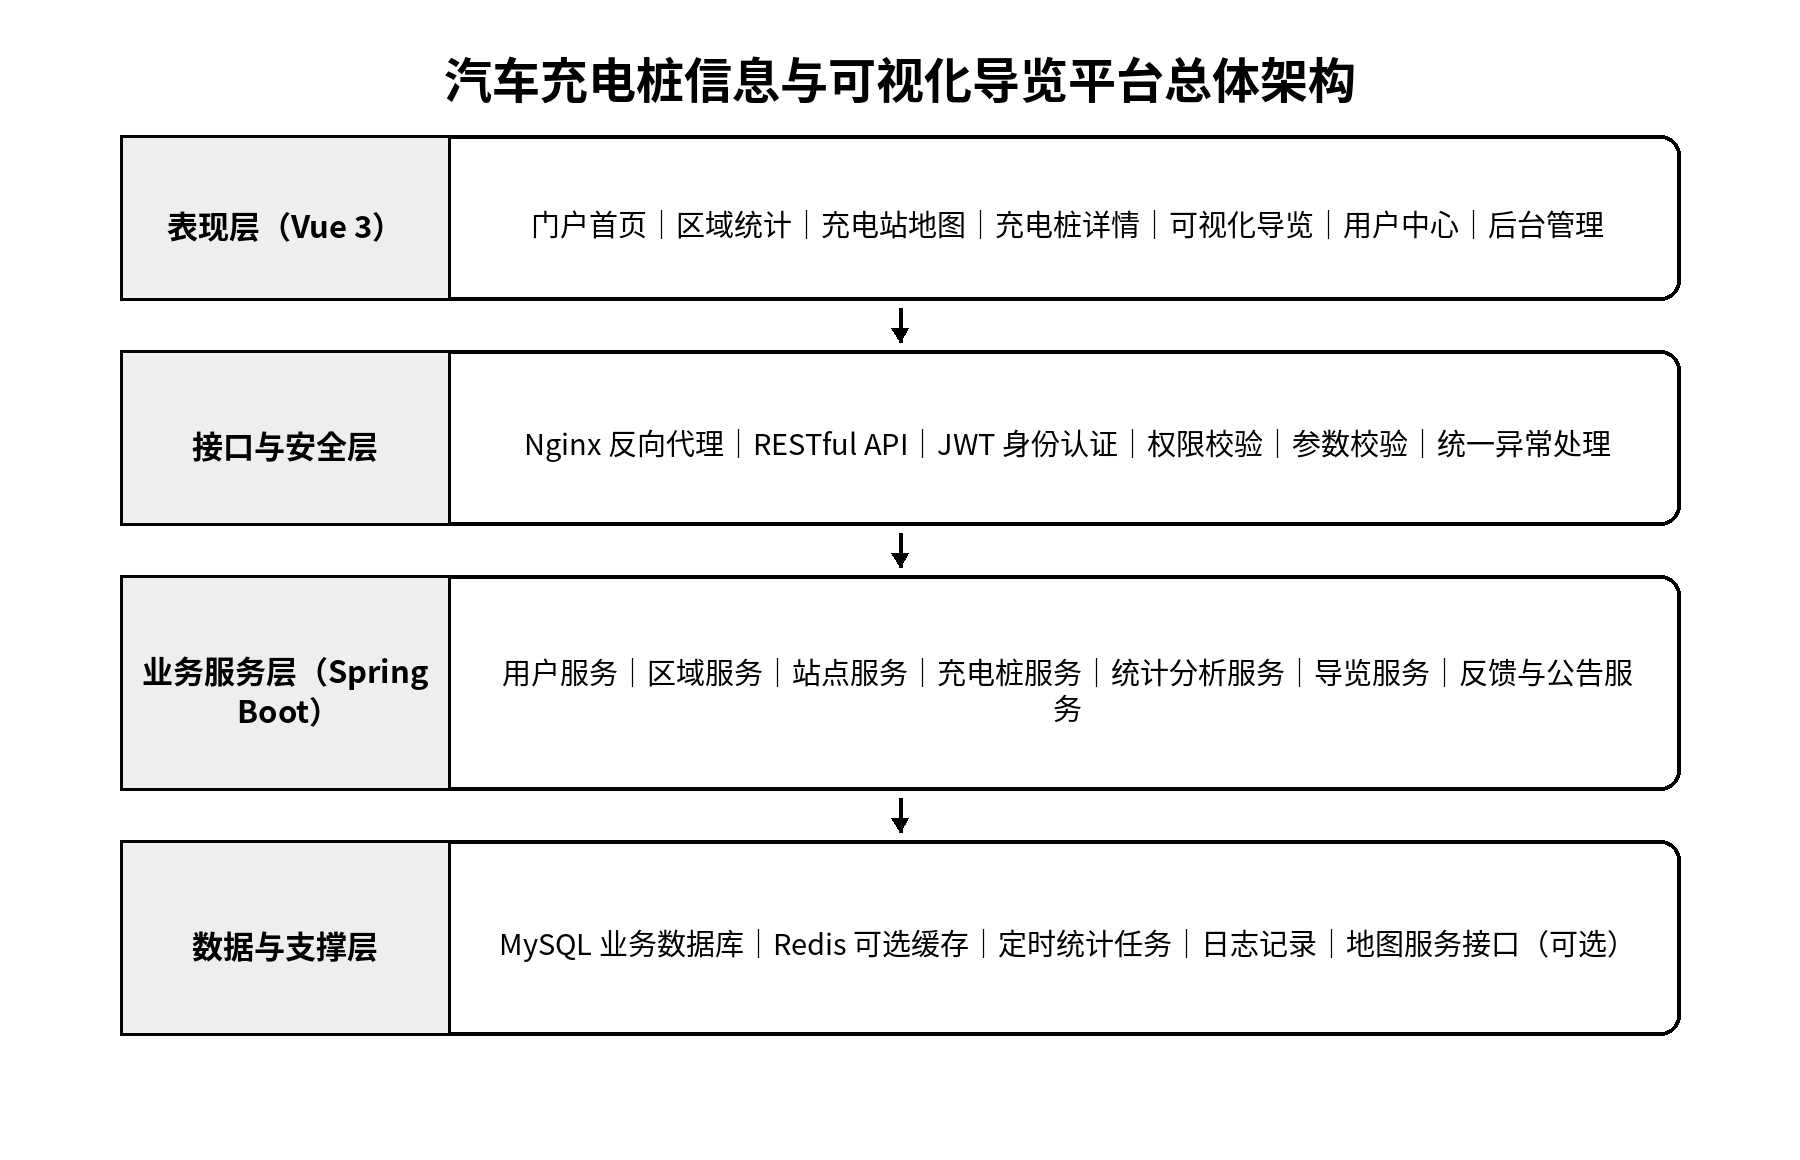 汽车充电桩信息与可视化导览平台总体架构
表现层（Vue 3）
门户首页｜区域统计｜充电站地图｜充电桩详情｜可视化导览｜用户中心｜后台管理
接口与安全层
Nginx 反向代理｜RESTful API｜JWT 身份认证｜权限校验｜参数校验｜统一异常处理
业务服务层（Spring
Boot）
用户服务｜区域服务｜站点服务｜充电桩服务｜统计分析服务｜导览服务｜反馈与公告服
务
数据与支撑层
MySQL 业务数据库｜Redis 可选缓存｜定时统计任务｜日志记录｜地图服务接口（可选）